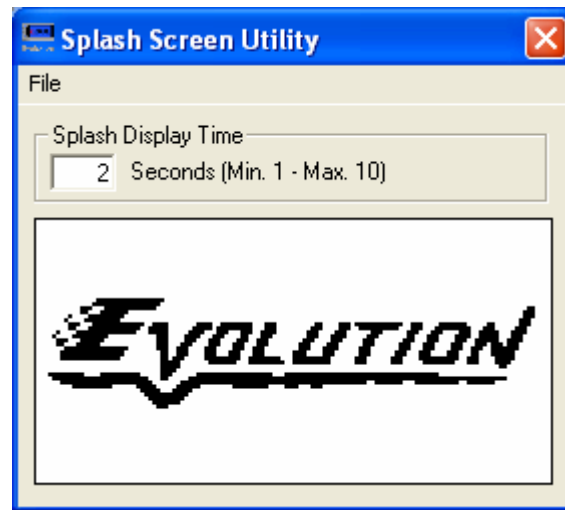 Splash Screen Utility
File
Splash Display Time
2 Seconds (Min. 1 - Max. 10)
EVOLUTION